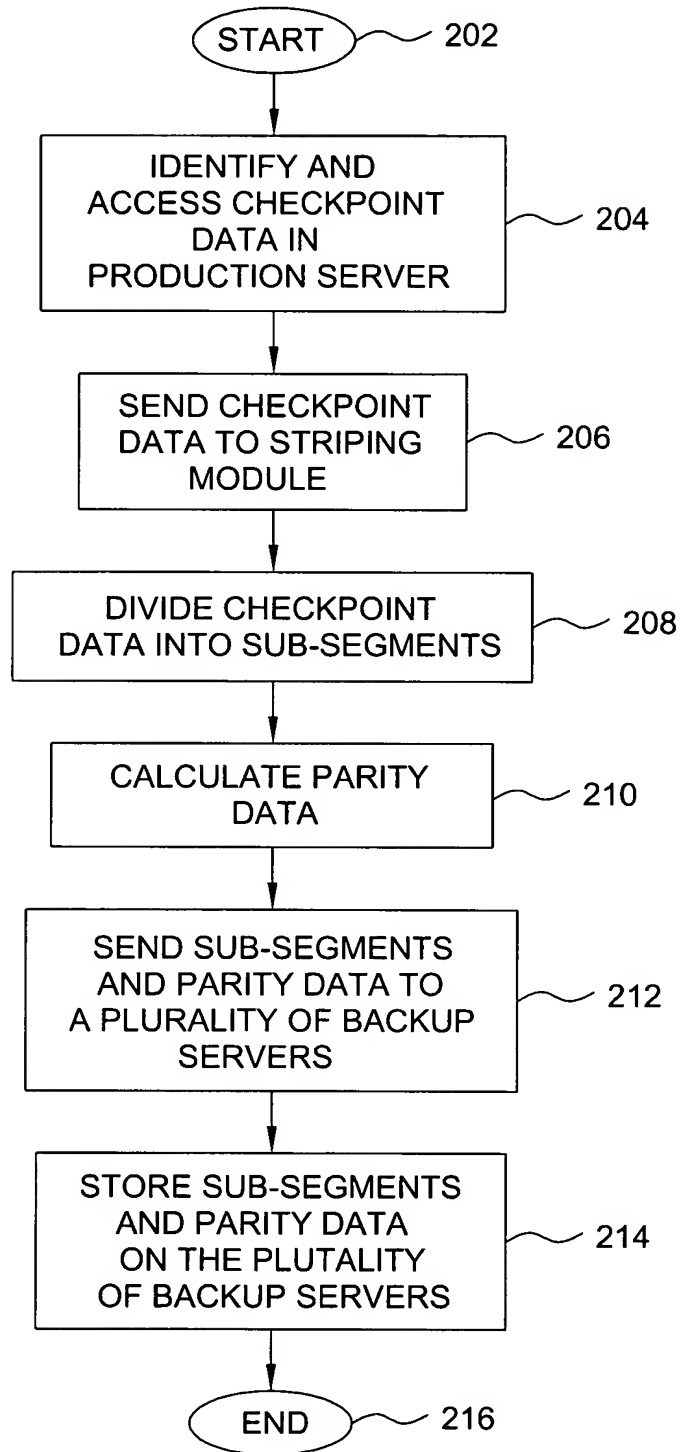 START
202
IDENTIFY AND
ACCESS CHECKPOINT
DATA IN
PRODUCTION SERVER
204
SEND CHECKPOINT
DATA TO STRIPING
MODULE
206
DIVIDE CHECKPOINT
DATA INTO SUB-SEGMENTS
208
CALCULATE PARITY
DATA
210
SEND SUB-SEGMENTS
AND PARITY DATA TO
A PLURALITY OF BACKUP
SERVERS
212
STORE SUB-SEGMENTS
AND PARITY DATA
ON THE PLUTALITY
OF BACKUP SERVERS
214
END
216